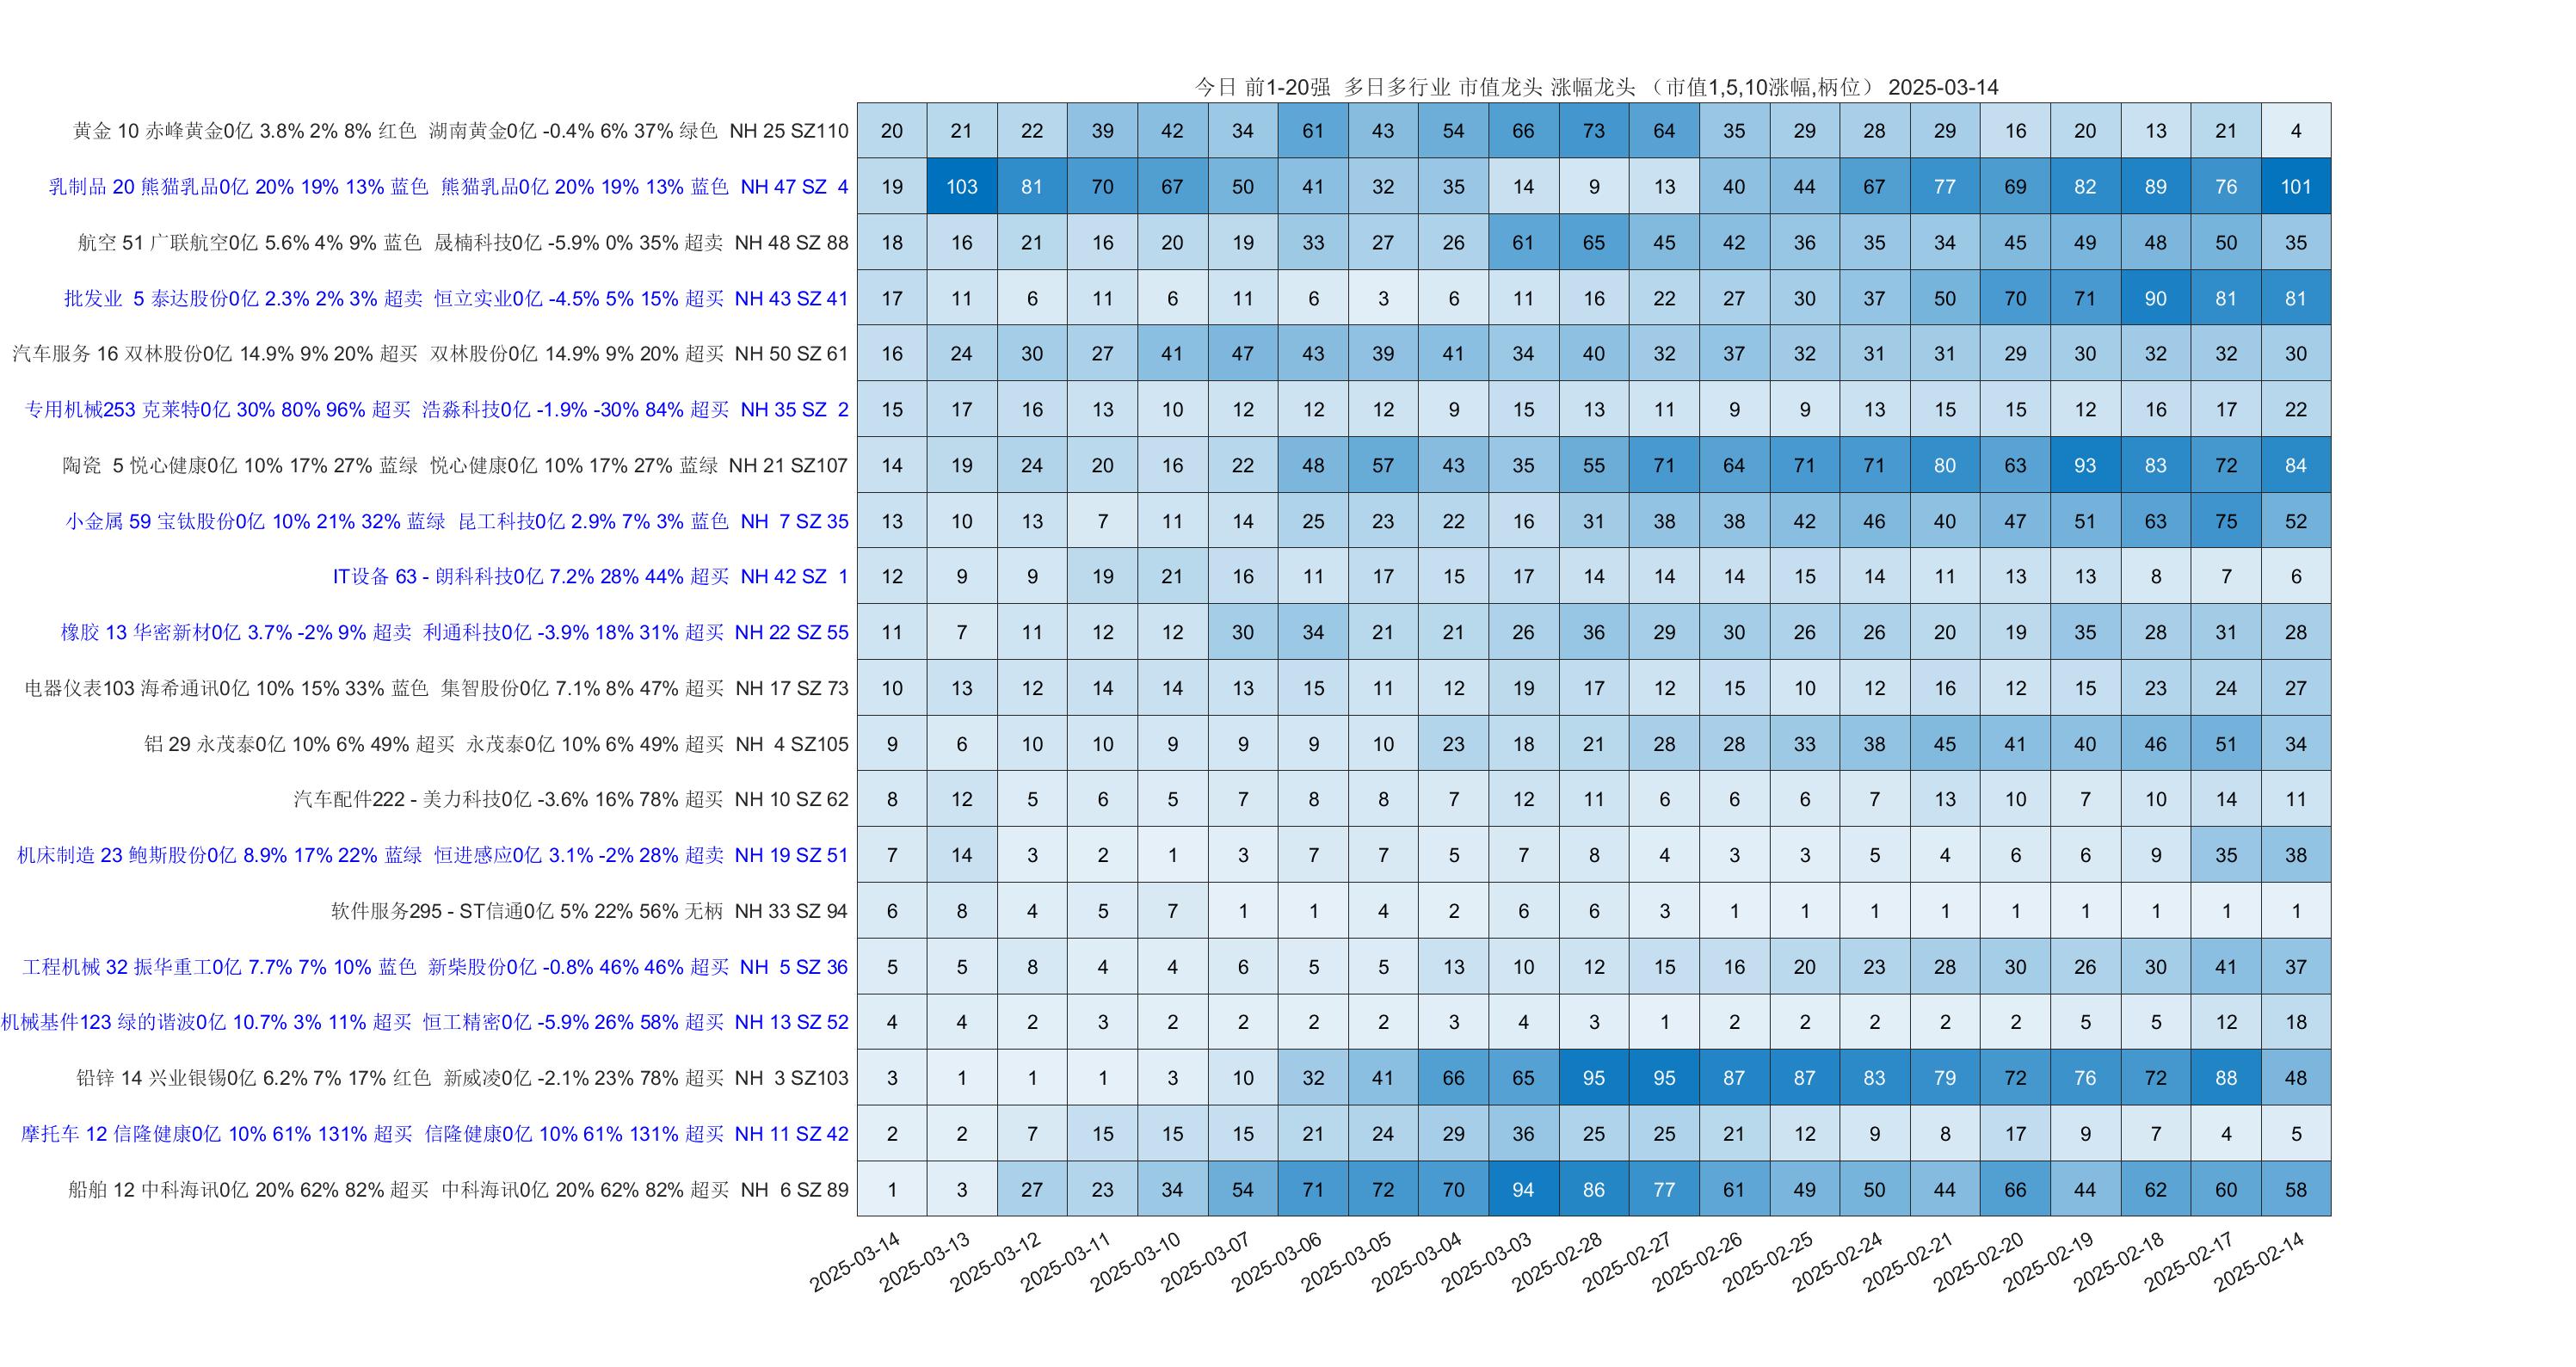 今日 前1-20强 多日多行业 市值龙头 涨幅龙头 （市值1,5,10涨幅,柄位） 2025-03-14
黄金 10 赤峰黄金0亿 3.8% 2% 8% 红色 湖南黄金0亿 -0.4% 6% 37% 绿色 NH 25 SZ110 20 21 22 39 42 34 61 43 54 66 73 64 35 29 28 29 16 20 13 21 4
乳制品 20 熊猫乳品0亿 20% 19% 13% 蓝色 熊猫乳品0亿 20% 19% 13% 蓝色 NH 47 SZ 4 19 103 81 70 67 50 41 32 35 14 9 13 40 44 67 77 69 82 89 76 101
航空 51 广联航空0亿 5.6% 4% 9% 蓝色 晟楠科技0亿 -5.9% 0% 35% 超卖 NH 48 SZ 88 18 16 21 16 20 19 33 27 26 61 65 45 42 36 35 34 45 49 48 50 35
批发业 5 泰达股份0亿 2.3% 2% 3% 超卖 恒立实业0亿 -4.5% 5% 15% 超买 NH 43 SZ 41 17 11 6 11 6 11 6 3 6 11 16 22 27 30 37 50 70 71 90 81 81
汽车服务 16 双林股份0亿 14.9% 9% 20% 超买 双林股份0亿 14.9% 9% 20% 超买 NH 50 SZ 61 16 24 30 27 41 47 43 39 41 34 40 32 37 32 31 31 29 30 32 32 30
专用机械253 克莱特0亿 30% 80% 96% 超买 浩淼科技0亿 -1.9% -30% 84% 超买 NH 35 SZ 2 15 17 16 13 10 12 12 12 9 15 13 11 9 9 13 15 15 12 16 17 22
陶瓷 5 悦心健康0亿 10% 17% 27% 蓝绿 悦心健康0亿 10% 17% 27% 蓝绿 NH 21 SZ107 14 19 24 20 16 22 48 57 43 35 55 71 64 71 71 80 63 93 83 72 84
小金属 59 宝钛股份0亿 10% 21% 32% 蓝绿 昆工科技0亿 2.9% 7% 3% 蓝色 NH 7 SZ 35 13 10 13 7 11 14 25 23 22 16 31 38 38 42 46 40 47 51 63 75 52
IT设备 63 - 朗科科技0亿 7.2% 28% 44% 超买 NH 42 SZ 1 12 9 9 19 21 16 11 17 15 17 14 14 14 15 14 11 13 13 8 7 6
橡胶 13 华密新材0亿 3.7% -2% 9% 超卖 利通科技0亿 -3.9% 18% 31% 超买 NH 22 SZ 55 11 7 11 12 12 30 34 21 21 26 36 29 30 26 26 20 19 35 28 31 28
电器仪表103 海希通讯0亿 10% 15% 33% 蓝色 集智股份0亿 7.1% 8% 47% 超买 NH 17 SZ 73 10 13 12 14 14 13 15 11 12 19 17 12 15 10 12 16 12 15 23 24 27
铝 29 永茂泰0亿 10% 6% 49% 超买 永茂泰0亿 10% 6% 49% 超买 NH 4 SZ105 9 6 10 10 9 9 9 10 23 18 21 28 28 33 38 45 41 40 46 51 34
汽车配件222 - 美力科技0亿 -3.6% 16% 78% 超买 NH 10 SZ 62 8 12 5 6 5 7 8 8 7 12 11 6 6 6 7 13 10 7 10 14 11
机床制造 23 鲍斯股份0亿 8.9% 17% 22% 蓝绿 恒进感应0亿 3.1% -2% 28% 超卖 NH 19 SZ 51 7 14 3 2 1 3 7 7 5 7 8 4 3 3 5 4 6 6 9 35 38
软件服务295 - ST信通0亿 5% 22% 56% 无柄 NH 33 SZ 94 6 8 4 5 7 1 1 4 2 6 6 3 1 1 1 1 1 1 1 1 1
工程机械 32 振华重工0亿 7.7% 7% 10% 蓝色 新柴股份0亿 -0.8% 46% 46% 超买 NH 5 SZ 36 5 5 8 4 4 6 5 5 13 10 12 15 16 20 23 28 30 26 30 41 37
机械基件123 绿的谐波0亿 10.7% 3% 11% 超买 恒工精密0亿 -5.9% 26% 58% 超买 NH 13 SZ 52 4 4 2 3 2 2 2 2 3 4 3 1 2 2 2 2 2 5 5 12 18
铅锌 14 兴业银锡0亿 6.2% 7% 17% 红色 新威凌0亿 -2.1% 23% 78% 超买 NH 3 SZ103 3 1 1 1 3 10 32 41 66 65 95 95 87 87 83 79 72 76 72 88 48
摩托车 12 信隆健康0亿 10% 61% 131% 超买 信隆健康0亿 10% 61% 131% 超买 NH 11 SZ 42 2 2 7 15 15 15 21 24 29 36 25 25 21 12 9 8 17 9 7 4 5
船舶 12 中科海讯0亿 20% 62% 82% 超买 中科海讯0亿 20% 62% 82% 超买 NH 6 SZ 89 1 3 27 23 34 54 71 72 70 94 86 77 61 49 50 44 66 44 62 60 58
2025-03-14 2025-03-13 2025-03-12 2025-03-11 2025-03-10 2025-03-07 2025-03-06 2025-03-05 2025-03-04 2025-03-03 2025-02-28 2025-02-27 2025-02-26 2025-02-25 2025-02-24 2025-02-21 2025-02-20 2025-02-19 2025-02-18 2025-02-17 2025-02-14